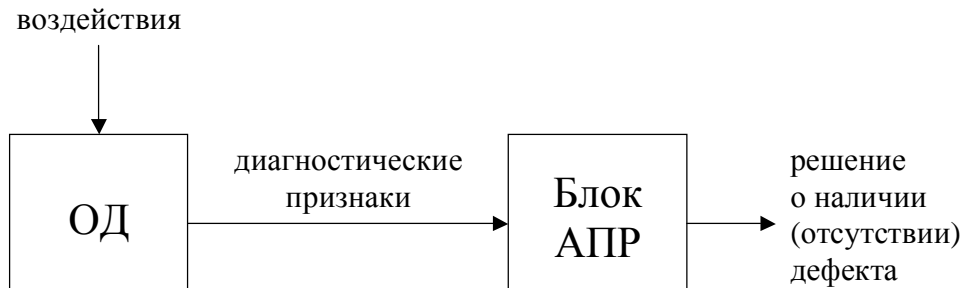 воздействия
ОД
диагностические
признаки
Блок
АПР
решение
о наличии
(отсутствии)
дефекта